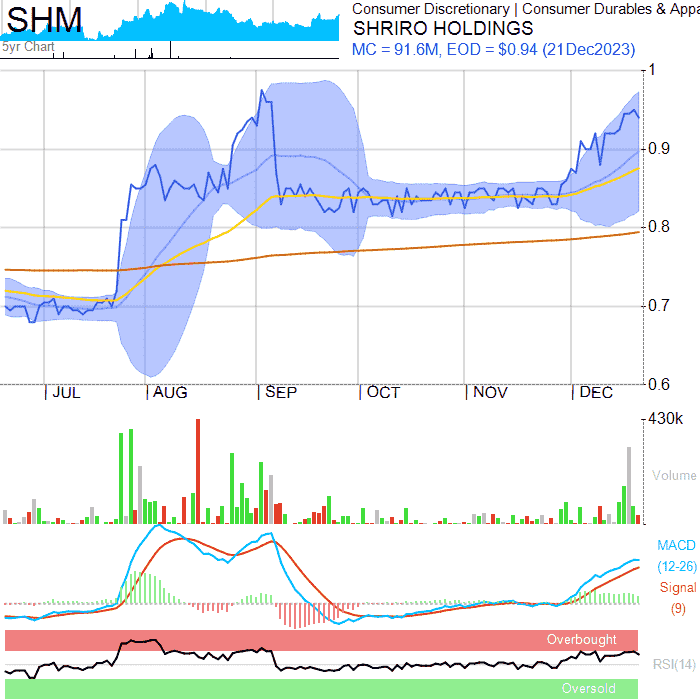 SHM
5yr Chart
Consumer Discretionary | Consumer Durables & Appa
SHRIRO HOLDINGS
MC = 91.6M, EOD = $0.94 (21Dec2023)
1
0.9
0.8
0.7
0.6
JUL
AUG
SEP
OCT
NOV
DEC
430k
Volume
MACD
(12-26)
Signal
(9)
Overbought
RSI(14)
Oversold